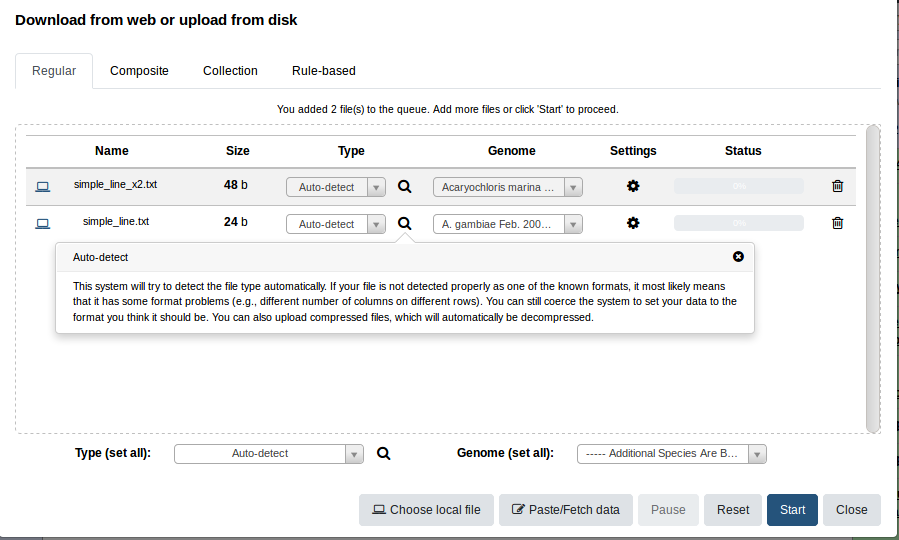 Download from web or upload from disk
Regular Composite Collection Rule-based
You added 2 file(s) to the queue. Add more files or click 'Start' to proceed.
Name Size Type Genome Settings Status
simple_line_x2.txt 48 b Auto-detect Acaryochloris marina ... 0%
simple_line.txt 24 b Auto-detect A. gambiae Feb. 200... 0%
Auto-detect
This system will try to detect the file type automatically. If your file is not detected properly as one of the known formats, it most likely means
that it has some format problems (e.g., different number of columns on different rows). You can still coerce the system to set your data to the
format you think it should be. You can also upload compressed files, which will automatically be decompressed.
Type (set all): Auto-detect Genome (set all): ----- Additional Species Are B...
Choose local file Paste/Fetch data Pause Reset Start Close